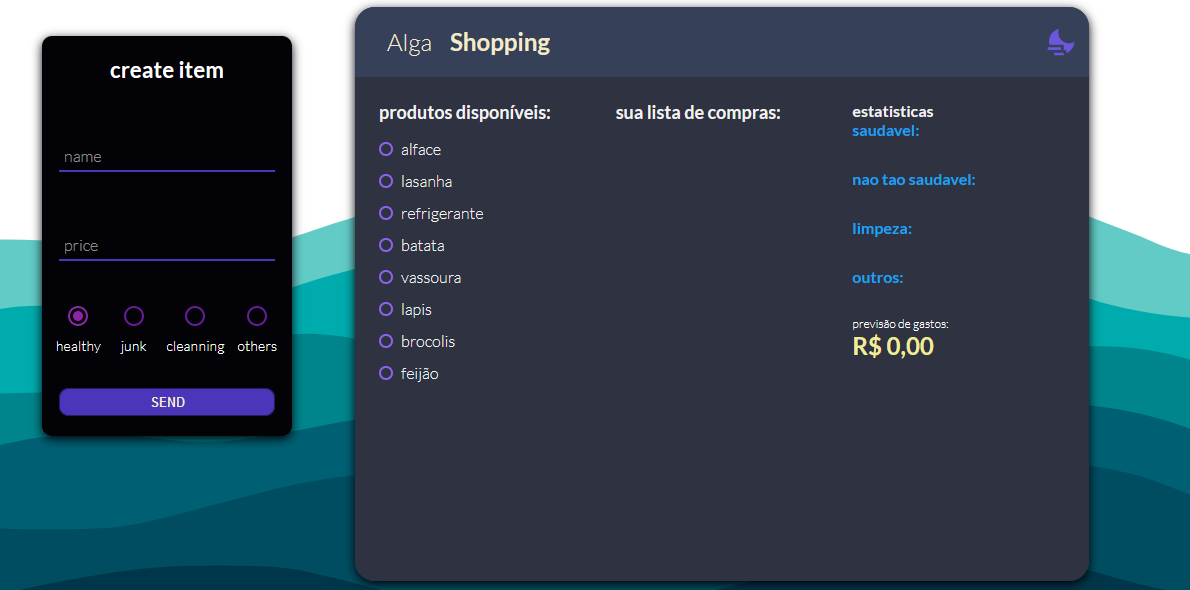 create item
name
price
healthy junk cleanning others
SEND
Alga Shopping
produtos disponíveis:
alface
lasanha
refrigerante
batata
vassoura
lapis
brocolis
feijão
sua lista de compras:
estatisticas
saudavel:
nao tao saudavel:
limpeza:
outros:
previsão de gastos:
R$ 0,00